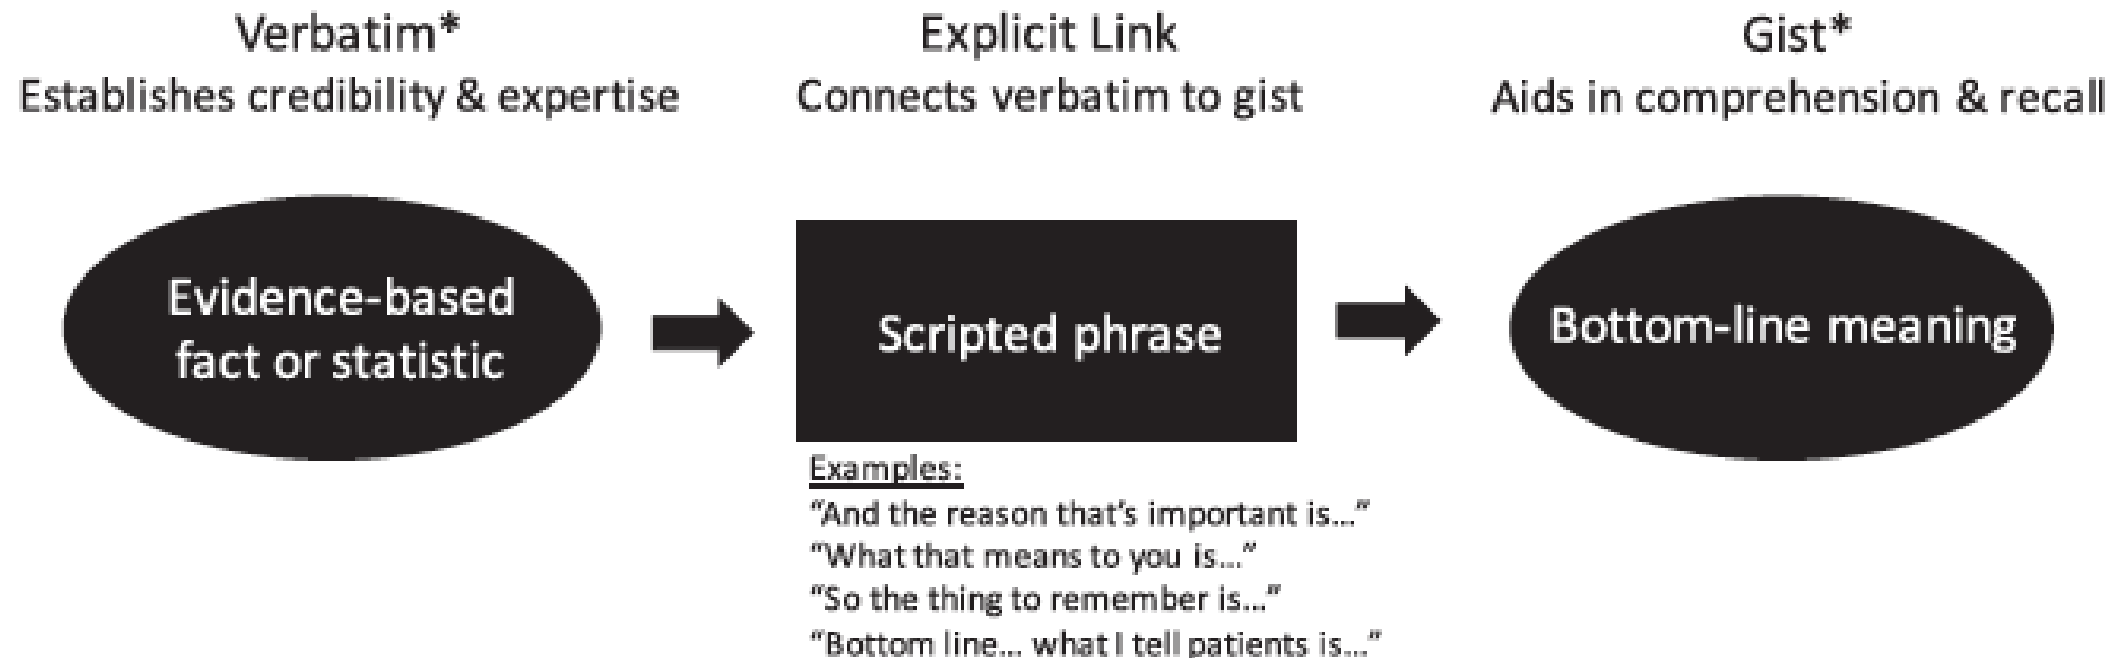 Verbatim*
Establishes credibility & expertise
Explicit Link
Connects verbatim to gist
Gist*
Aids in comprehension & recall
Evidence-based
fact or statistic
Scripted phrase
Bottom-line meaning
Examples:
“And the reason that’s important is...”
“What that means to you is...”
“So the thing to remember is...”
“Bottom line... what I tell patients is...”